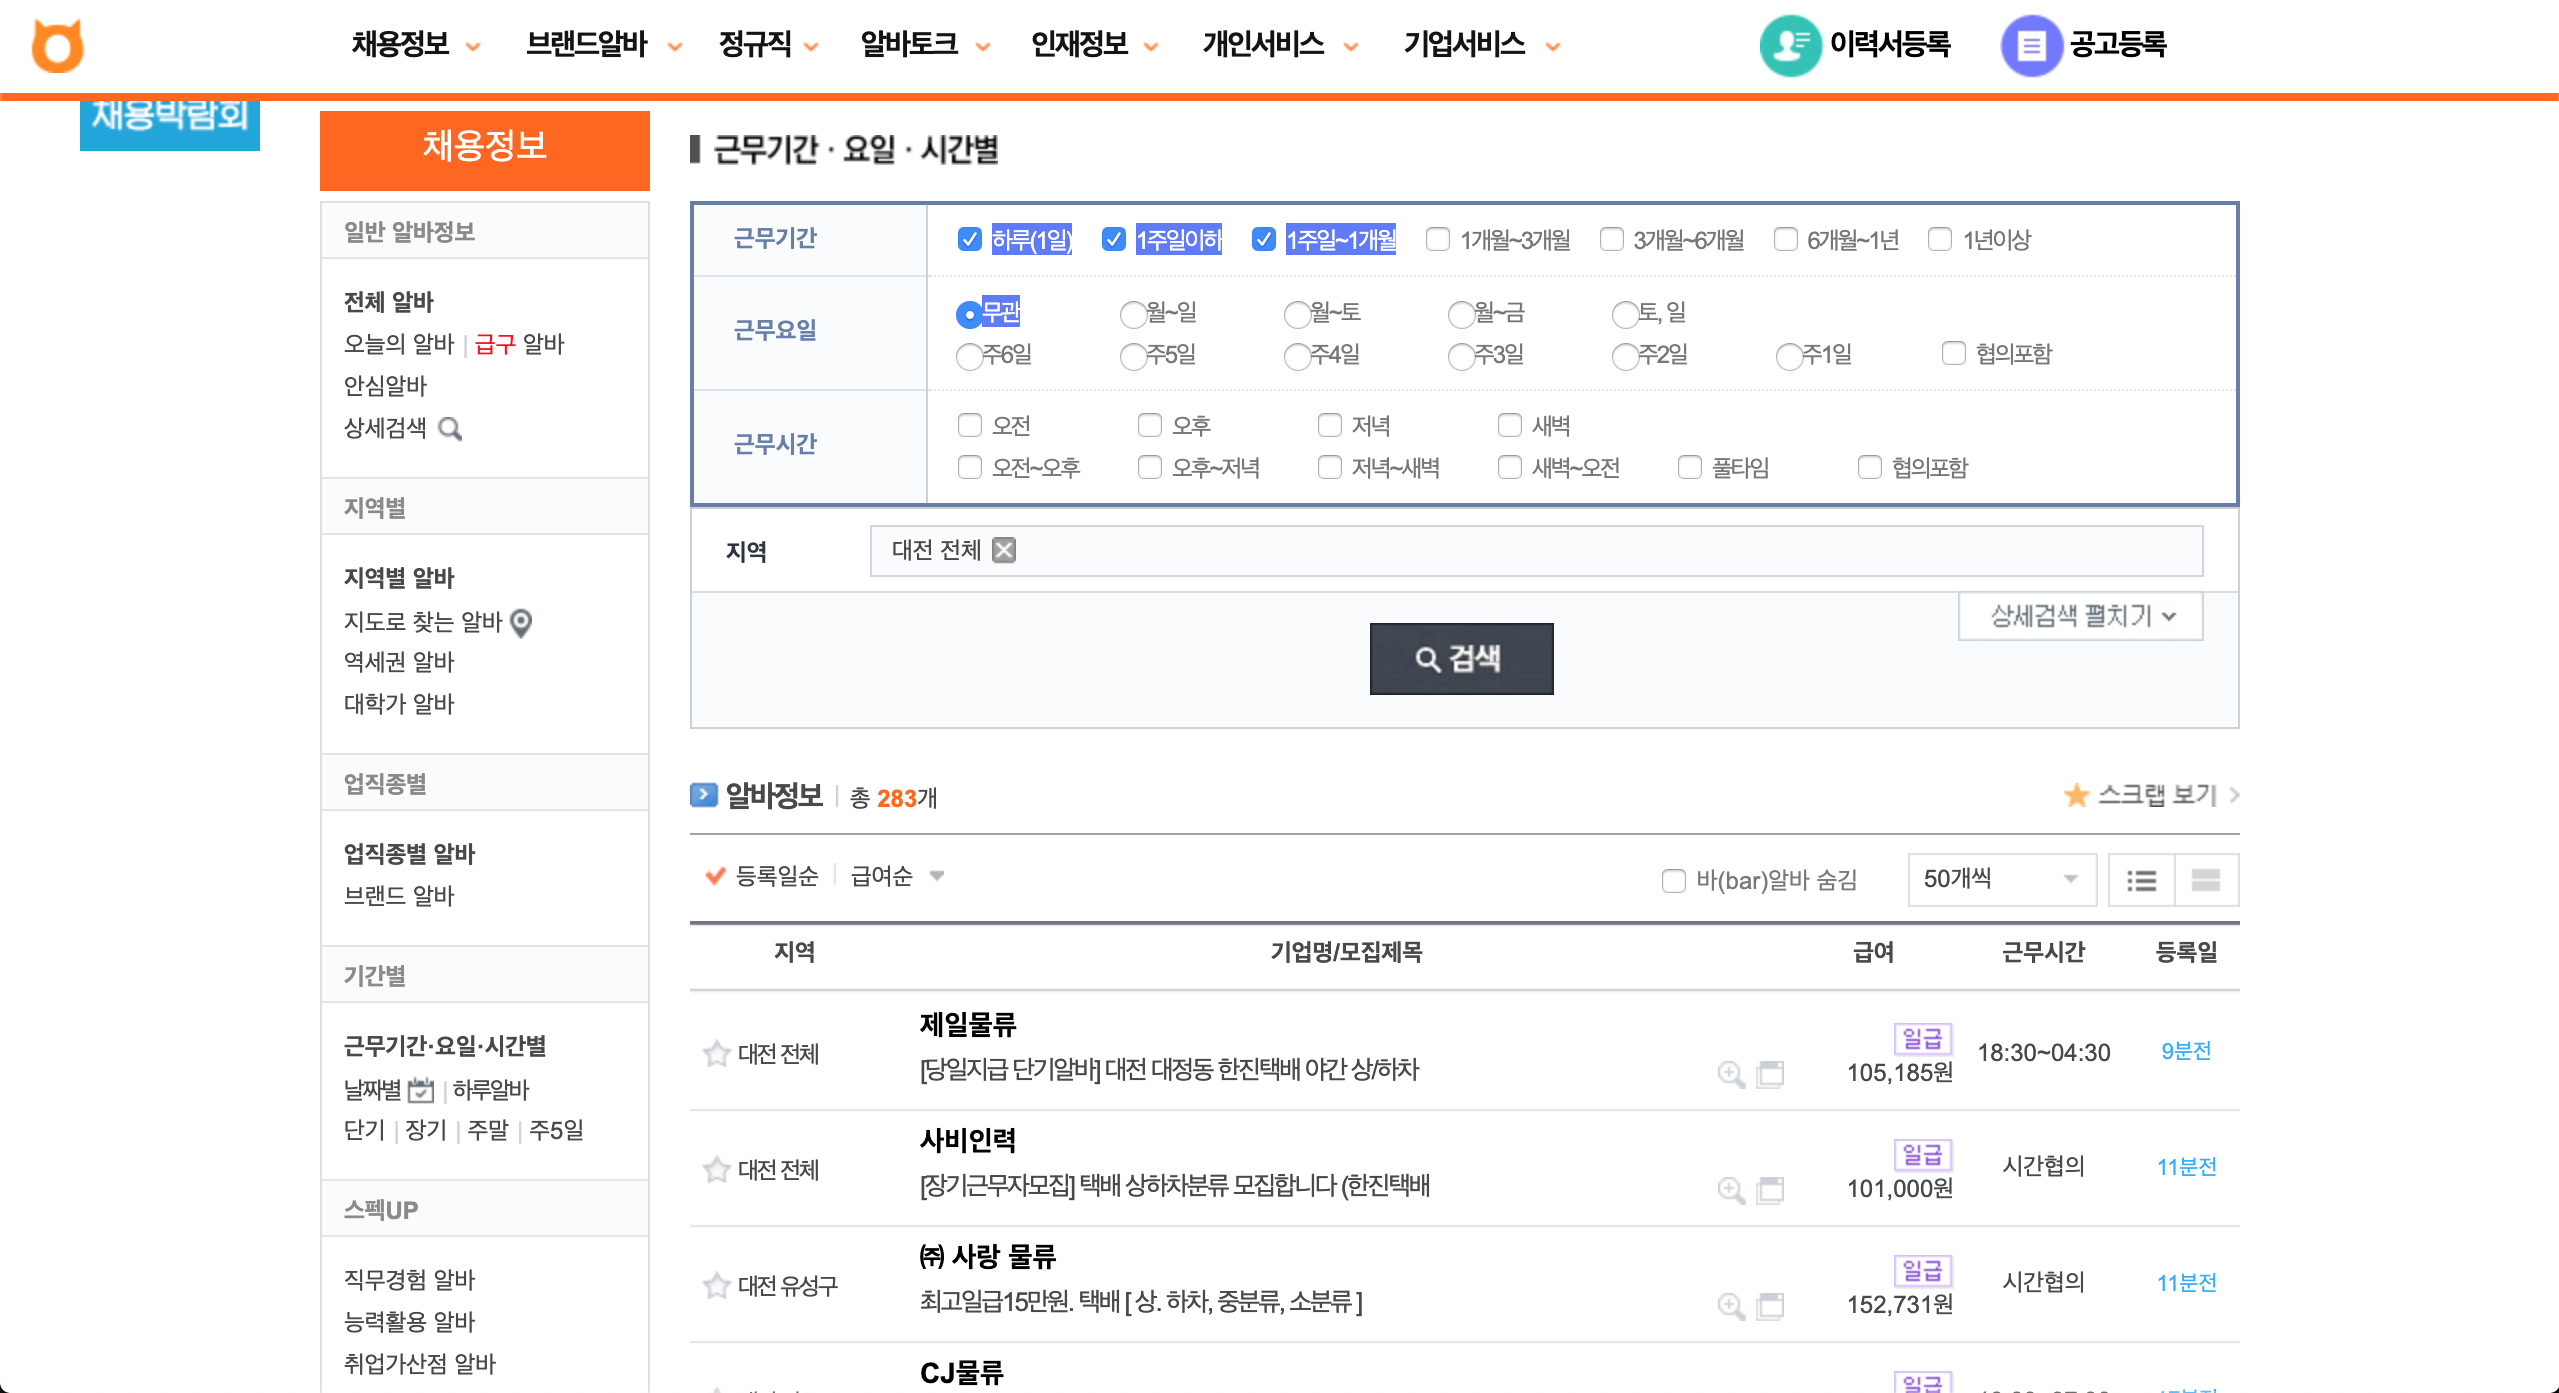 채용정보 브랜드알바 정규직 알바토크 인재정보 개인서비스 기업서비스 이력서등록 공고등록
채용박람회
채용정보
일반 알바정보
전체 알바
오늘의 알바 | 급구 알바
안심알바
상세검색
지역별
지역별 알바
지도로 찾는 알바
역세권 알바
대학가 알바
업직종별
업직종별 알바
브랜드 알바
기간별
근무기간·요일·시간별
날짜별 | 하루알바
단기 | 장기 | 주말 | 주5일
스펙UP
직무경험 알바
능력활용 알바
취업가산점 알바
근무기간 · 요일 · 시간별
근무기간 하루(1일) 1주일이하 1주일~1개월 1개월~3개월 3개월~6개월 6개월~1년 1년이상
근무요일
무관 월~일 월~토 월~금 토, 일
주6일 주5일 주4일 주3일 주2일 주1일 협의포함
근무시간
오전 오후 저녁 새벽
오전~오후 오후~저녁 저녁~새벽 새벽~오전 풀타임 협의포함
지역 대전 전체
상세검색 펼치기
검색
알바정보 | 총 283개 스크랩 보기
등록일순 | 급여순 바(bar)알바 숨김 50개씩
지역 기업명/모집제목 급여 근무시간 등록일
제일물류
대전 전체 [당일지급 단기알바] 대전 대정동 한진택배 야간 상/하차 일급 105,185원 18:30~04:30 9분전
사비인력
대전 전체 [장기근무자모집] 택배 상하차분류 모집합니다 (한진택배 일급 101,000원 시간협의 11분전
㈜ 사랑 물류
대전 유성구 최고일급15만원. 택배 [ 상. 하차, 중분류, 소분류 ] 일급 152,731원 시간협의 11분전
CJ물류
일급